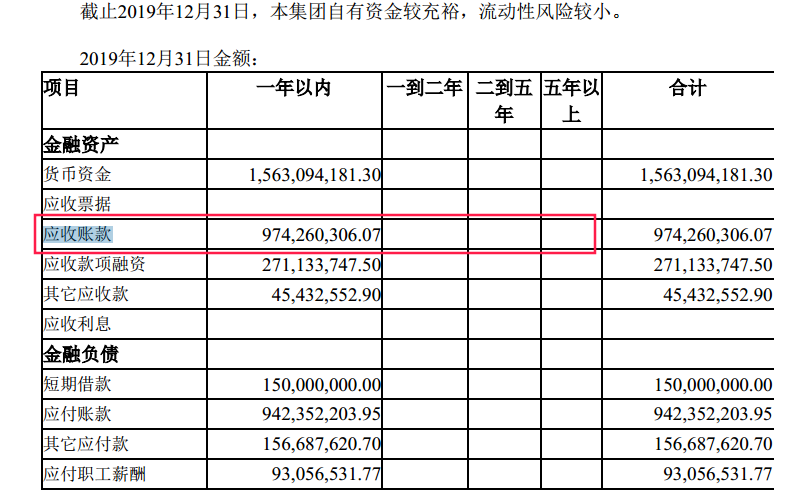 截止2019年12月31日，本集团自有资金较充裕，流动性风险较小。
2019年12月31日金额：
项目 一年以内 一到二年 二到五年 五年以上 合计
金融资产
货币资金 1,563,094,181.30 1,563,094,181.30
应收票据
应收账款 974,260,306.07 974,260,306.07
应收款项融资 271,133,747.50 271,133,747.50
其它应收款 45,432,552.90 45,432,552.90
应收利息
金融负债
短期借款 150,000,000.00 150,000,000.00
应付账款 942,352,203.95 942,352,203.95
其它应付款 156,687,620.70 156,687,620.70
应付职工薪酬 93,056,531.77 93,056,531.77